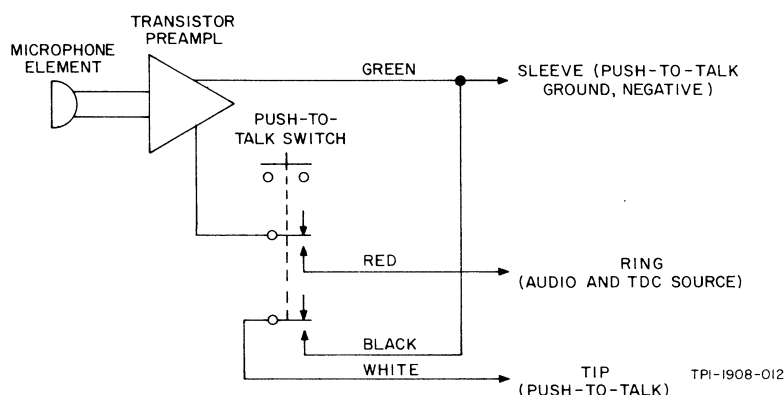 TRANSISTOR
PREAMPL
MICROPHONE
ELEMENT
GREEN
SLEEVE (PUSH-TO-TALK
GROUND, NEGATIVE)
PUSH-TO-
TALK SWITCH
RED
RING
(AUDIO AND TDC SOURCE)
BLACK
WHITE
TIP
(PUSH-TO-TALK)
TPI-1908-012